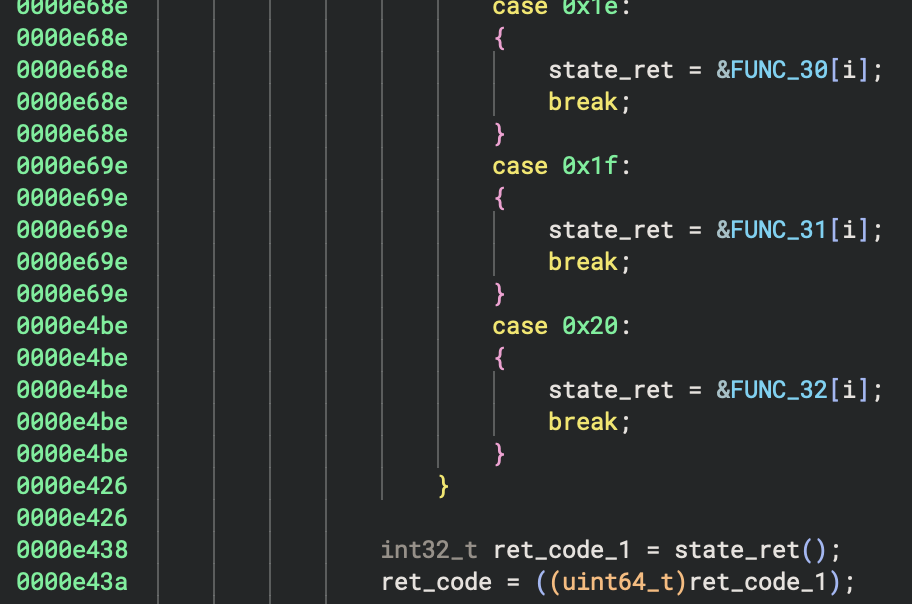 0000e68e case 0x1e:
0000e68e {
0000e68e state_ret = &FUNC_30[i];
0000e68e break;
0000e68e }
0000e69e case 0x1f:
0000e69e {
0000e69e state_ret = &FUNC_31[i];
0000e69e break;
0000e69e }
0000e4be case 0x20:
0000e4be {
0000e4be state_ret = &FUNC_32[i];
0000e4be break;
0000e4be }
0000e426 }
0000e426
0000e438 int32_t ret_code_1 = state_ret();
0000e43a ret_code = ((uint64_t)ret_code_1);